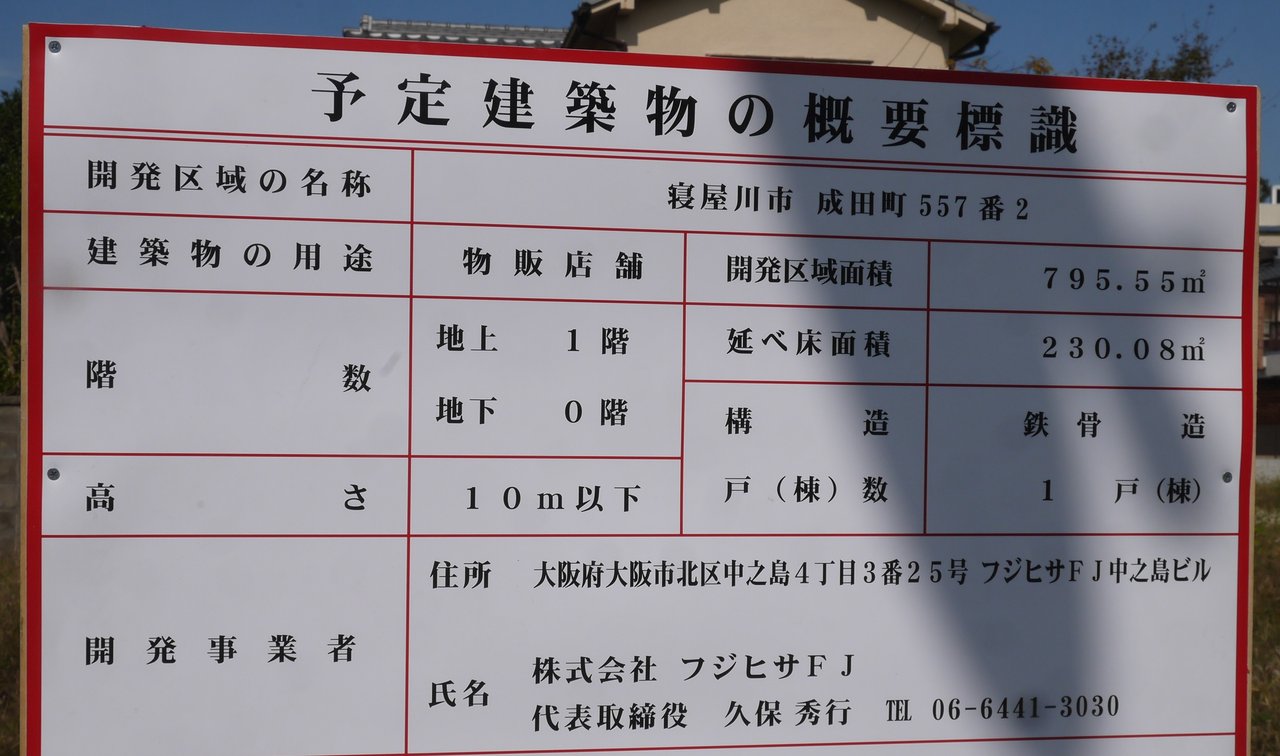 予定建築物の概要標識
開発区域の名称 寝屋川市 成田町557番2
建築物の用途 物販店舗 開発区域面積 795.55㎡
階数 地上 1階 延べ床面積 230.08㎡
地下 0階 構造 鉄骨造
高さ 10m以下 戸(棟)数 1 戸(棟)
開発事業者 住所 大阪府大阪市北区中之島4丁目3番25号 フジヒサFJ中之島ビル
氏名 株式会社 フジヒサFJ
代表取締役 久保 秀行 TEL 06-6441-3030